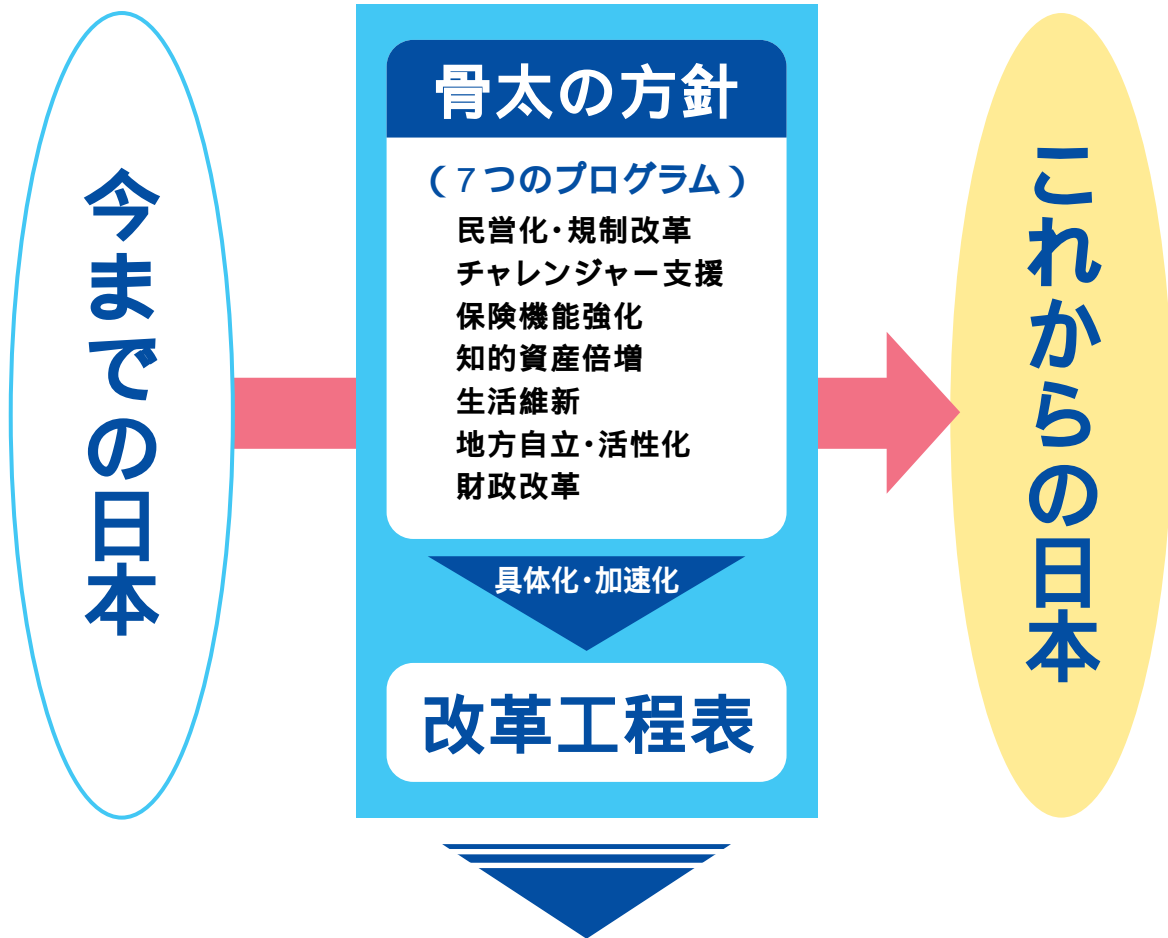 今までの日本
骨太の方針
(7つのプログラム)
民営化・規制改革
チャレンジャー支援
保険機能強化
知的資産倍増
生活維新
地方自立・活性化
財政改革
具体化・加速化
改革工程表
これからの日本